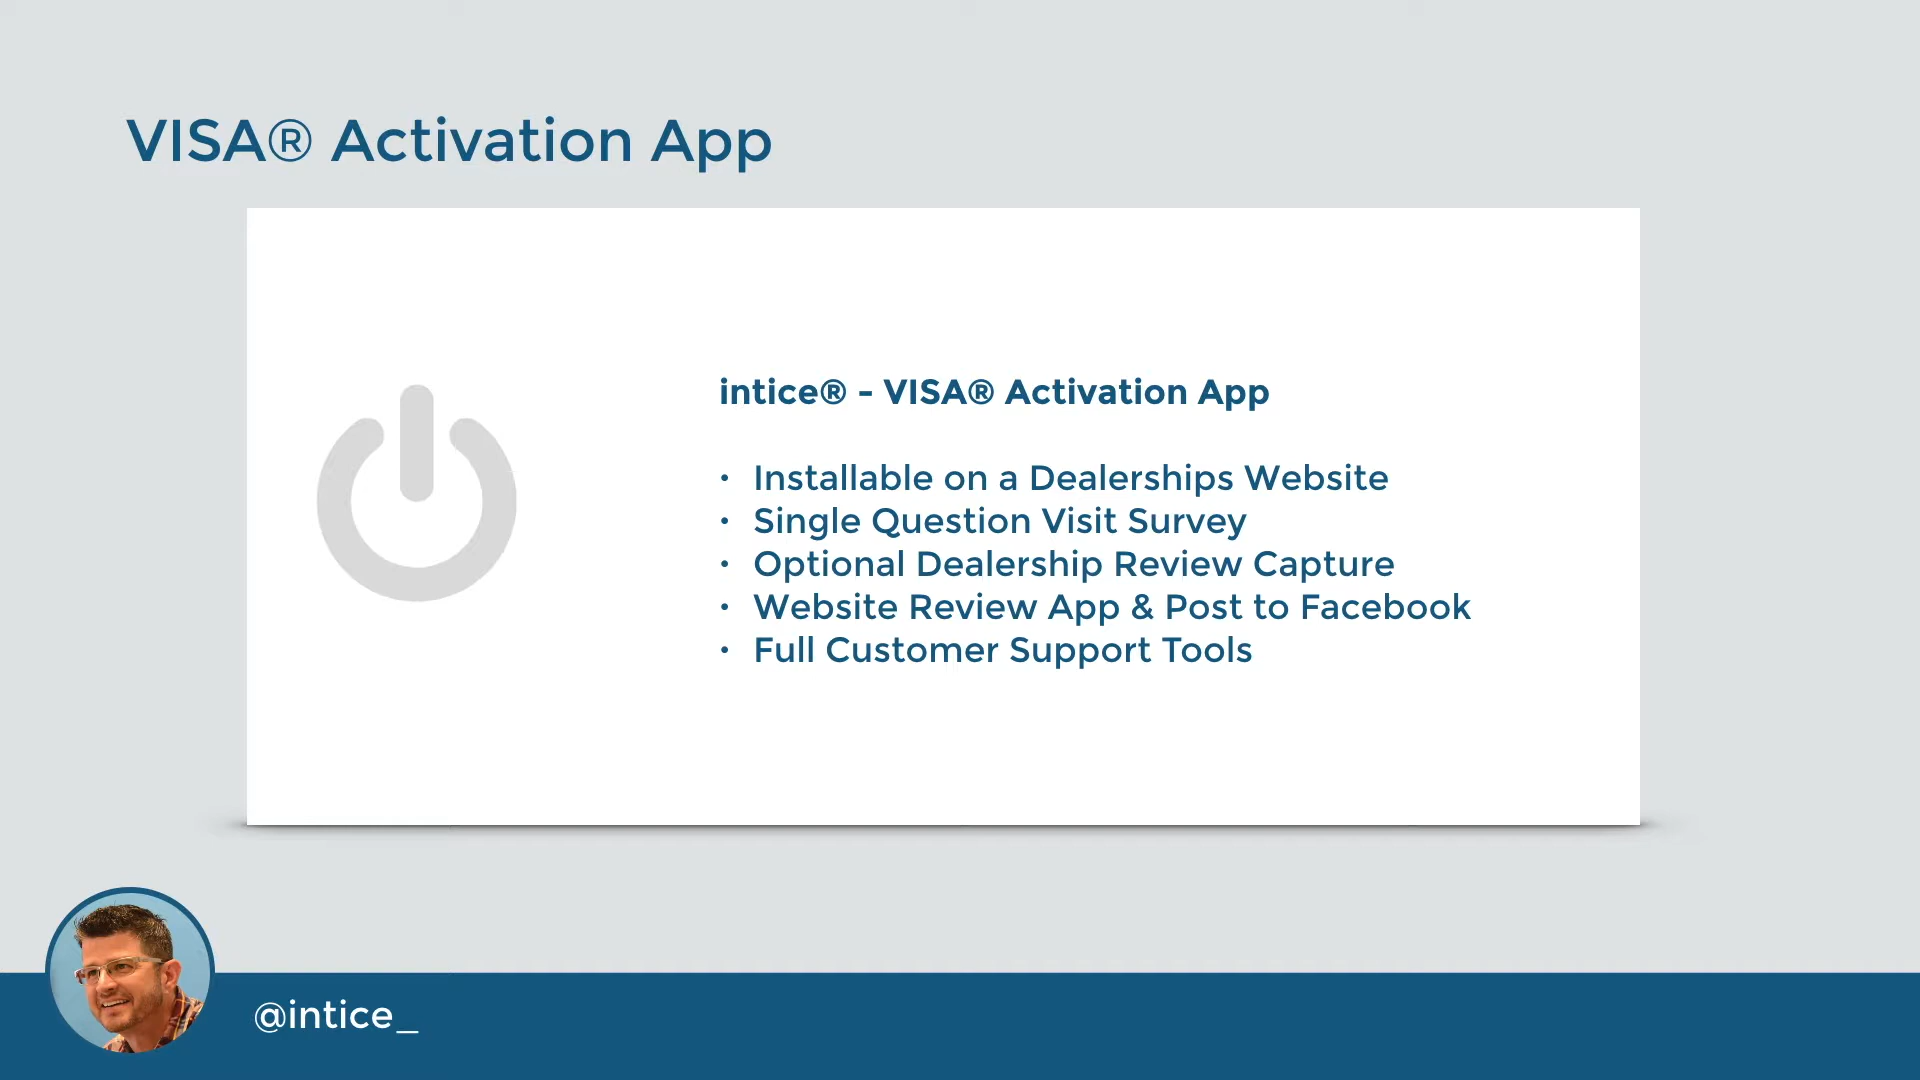 VISA® Activation App
intice® - VISA® Activation App
• Installable on a Dealerships Website
• Single Question Visit Survey
• Optional Dealership Review Capture
• Website Review App & Post to Facebook
• Full Customer Support Tools
@intice_